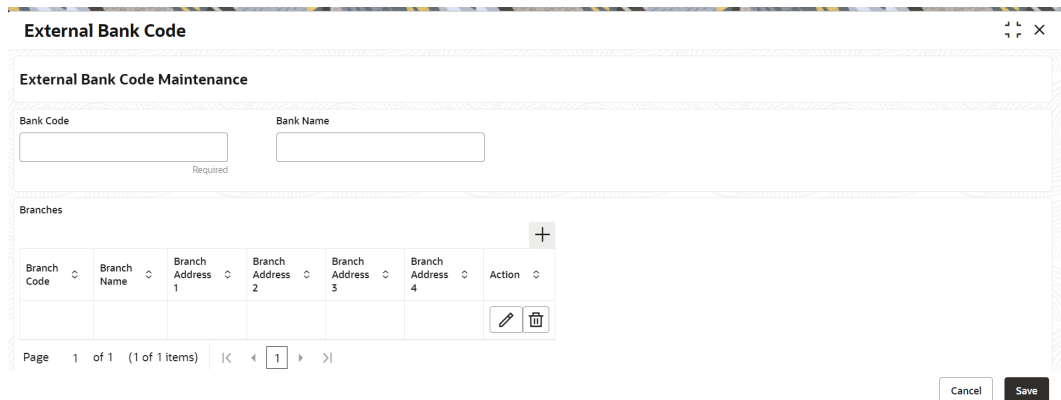 External Bank Code
External Bank Code Maintenance
Bank Code Bank Name
Required
Branches
Branch Code Branch Name Branch Address 1 Branch Address 2 Branch Address 3 Branch Address 4 Action
Page 1 of 1 (1 of 1 items) 1
Cancel Save